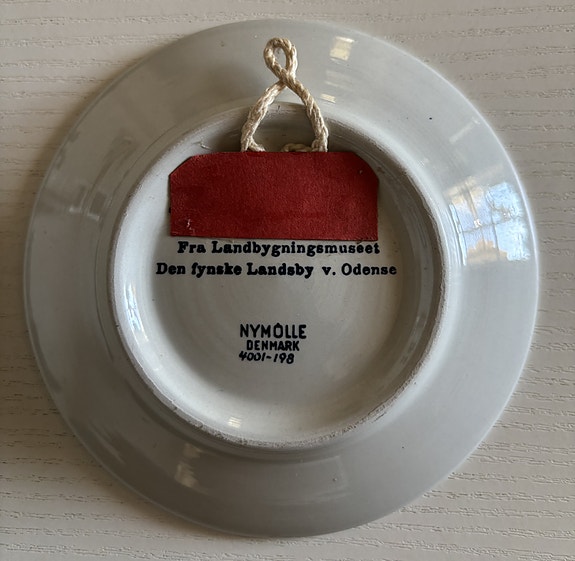 Fra Landbygningsmuseet
Den fynske Landsby v. Odense
NYMÖLLE
DENMARK
4001-198